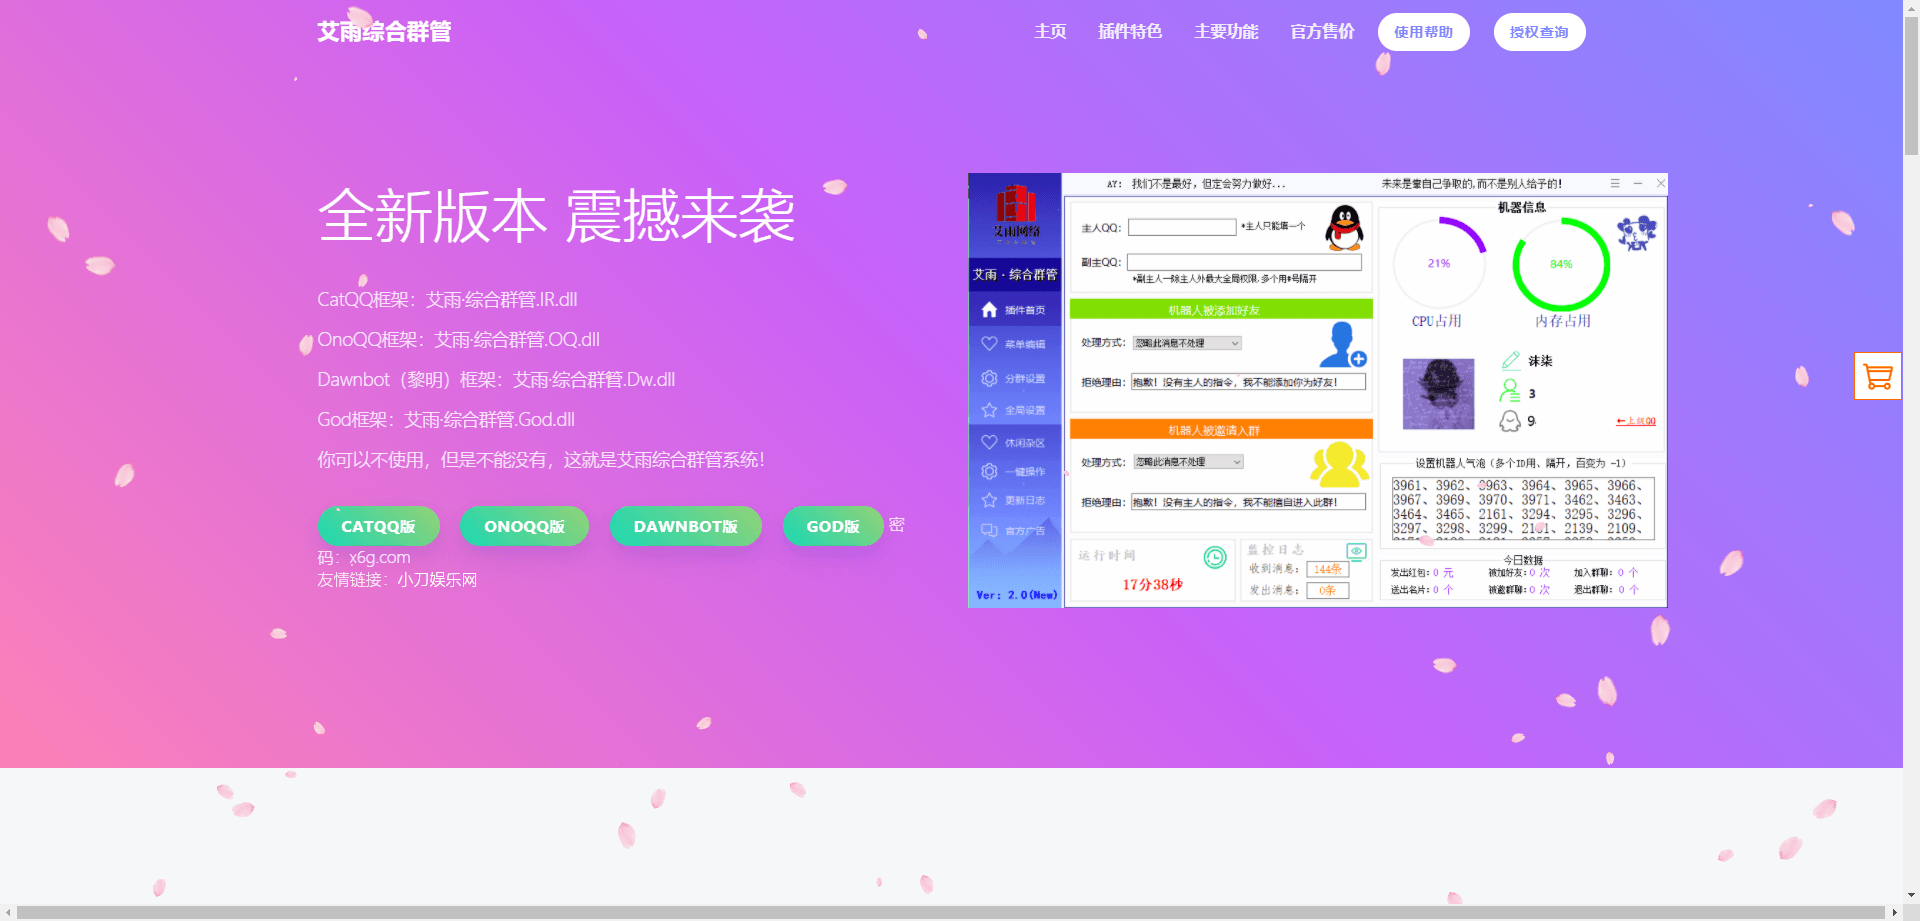 艾雨综合群管
主页 插件特色 主要功能 官方售价 使用帮助 授权查询
全新版本 震撼来袭
CatQQ框架：艾雨·综合群管.IR.dll
OnoQQ框架：艾雨·综合群管.OQ.dll
Dawnbot（黎明）框架：艾雨·综合群管.Dw.dll
God框架：艾雨·综合群管.God.dll
你可以不使用，但是不能没有，这就是艾雨综合群管系统！
CATQQ版 ONOQQ版 DAWNBOT版 GOD版 密
码：x6g.com
友情链接：小刀娱乐网
AY: 我们不是最好，但定会努力做好... 未来是靠自己争取的,而不是别人给予的!
艾雨网络
艾雨·综合群管
插件首页
菜单编辑
分群设置
全局设置
休闲杂区
一键操作
更新日志
官方广告
Ver: 2.0(New)
主人QQ: *主人只能填一个
副主QQ:
*副主人—除主人外最大全局权限,多个用#号隔开
机器人被添加好友
处理方式: 忽略此消息不处理
拒绝理由: 抱歉! 没有主人的指令, 我不能添加你为好友!
机器人被邀请入群
处理方式: 忽略此消息不处理
拒绝理由: 抱歉! 没有主人的指令, 我不能擅自进入此群!
运行时间
17分38秒
监控日志
收到消息: 144条
发出消息: 0条
机器信息
21% 84%
CPU占用 内存占用
沫柒
3
9
←上级QQ
设置机器人气泡（多个ID用、隔开，百变为 -1）
3961、3962、3963、3964、3965、3966、
3967、3969、3970、3971、3462、3463、
3464、3465、2161、3294、3295、3296、
3297、3298、3299、2101、2139、2109、
今日数据
发出红包: 0 元 被加好友: 0 次 加入群聊: 0 个
送出名片: 0 个 被邀群聊: 0 次 退出群聊: 0 个